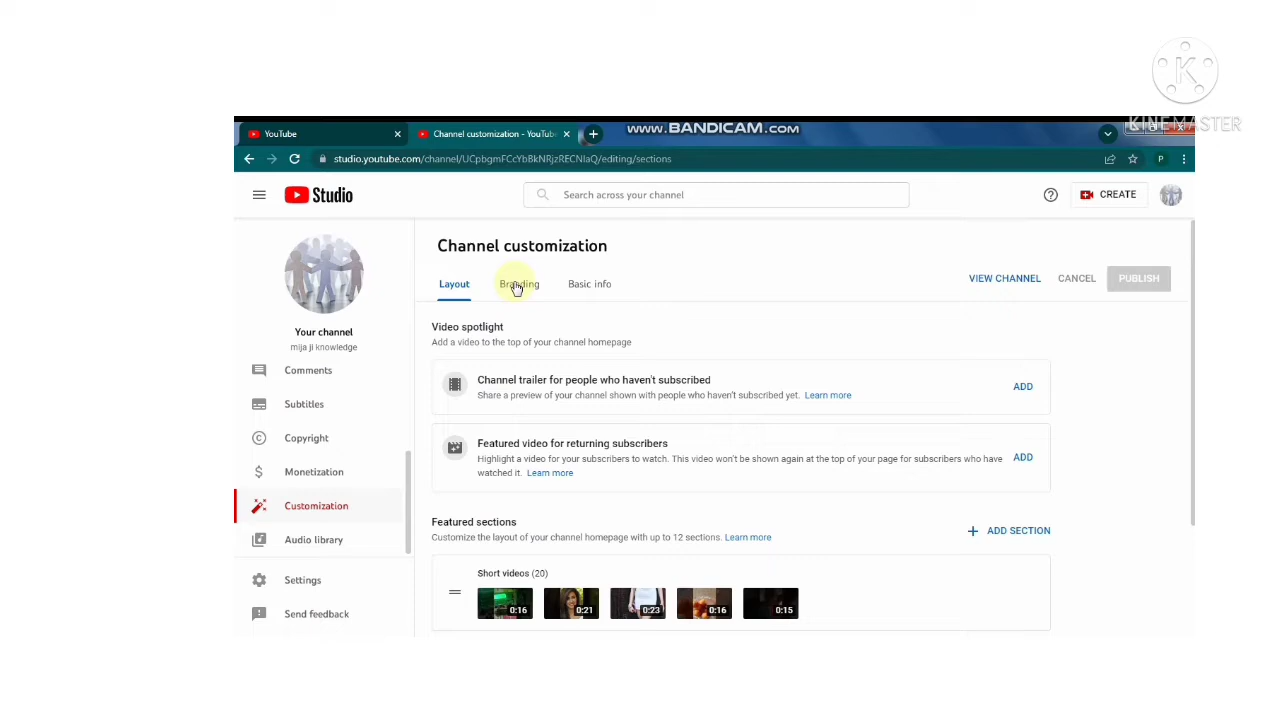 K
KINEMASTER
YouTube
Channel customization - YouTube
WWW.BANDICAM.COM
studio.youtube.com/channel/UCpbgmFCcYbBkNRjzRECNlaQ/editing/sections
P
Studio
Search across your channel
CREATE
Channel customization
Layout
Branding
Basic info
VIEW CHANNEL
CANCEL
PUBLISH
Your channel
mija ji knowledge
Comments
Subtitles
Copyright
Monetization
Customization
Audio library
Settings
Send feedback
Video spotlight
Add a video to the top of your channel homepage
Channel trailer for people who haven't subscribed
Share a preview of your channel shown with people who haven't subscribed yet. Learn more
ADD
Featured video for returning subscribers
Highlight a video for your subscribers to watch. This video won't be shown again at the top of your page for subscribers who have
watched it. Learn more
ADD
Featured sections
Customize the layout of your channel homepage with up to 12 sections. Learn more
ADD SECTION
Short videos (20)
0:16
0:21
0:23
0:16
0:15